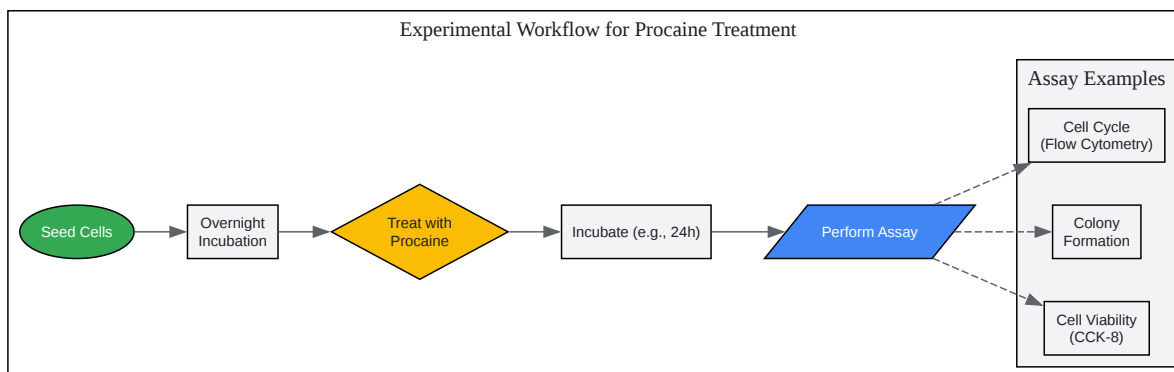 Experimental Workflow for Procaine Treatment
Assay Examples
Cell Cycle
(Flow Cytometry)
Seed Cells
Overnight
Incubation
Treat with
Procaine
Incubate (e.g., 24h)
Perform Assay
Colony
Formation
Cell Viability
(CCK-8)